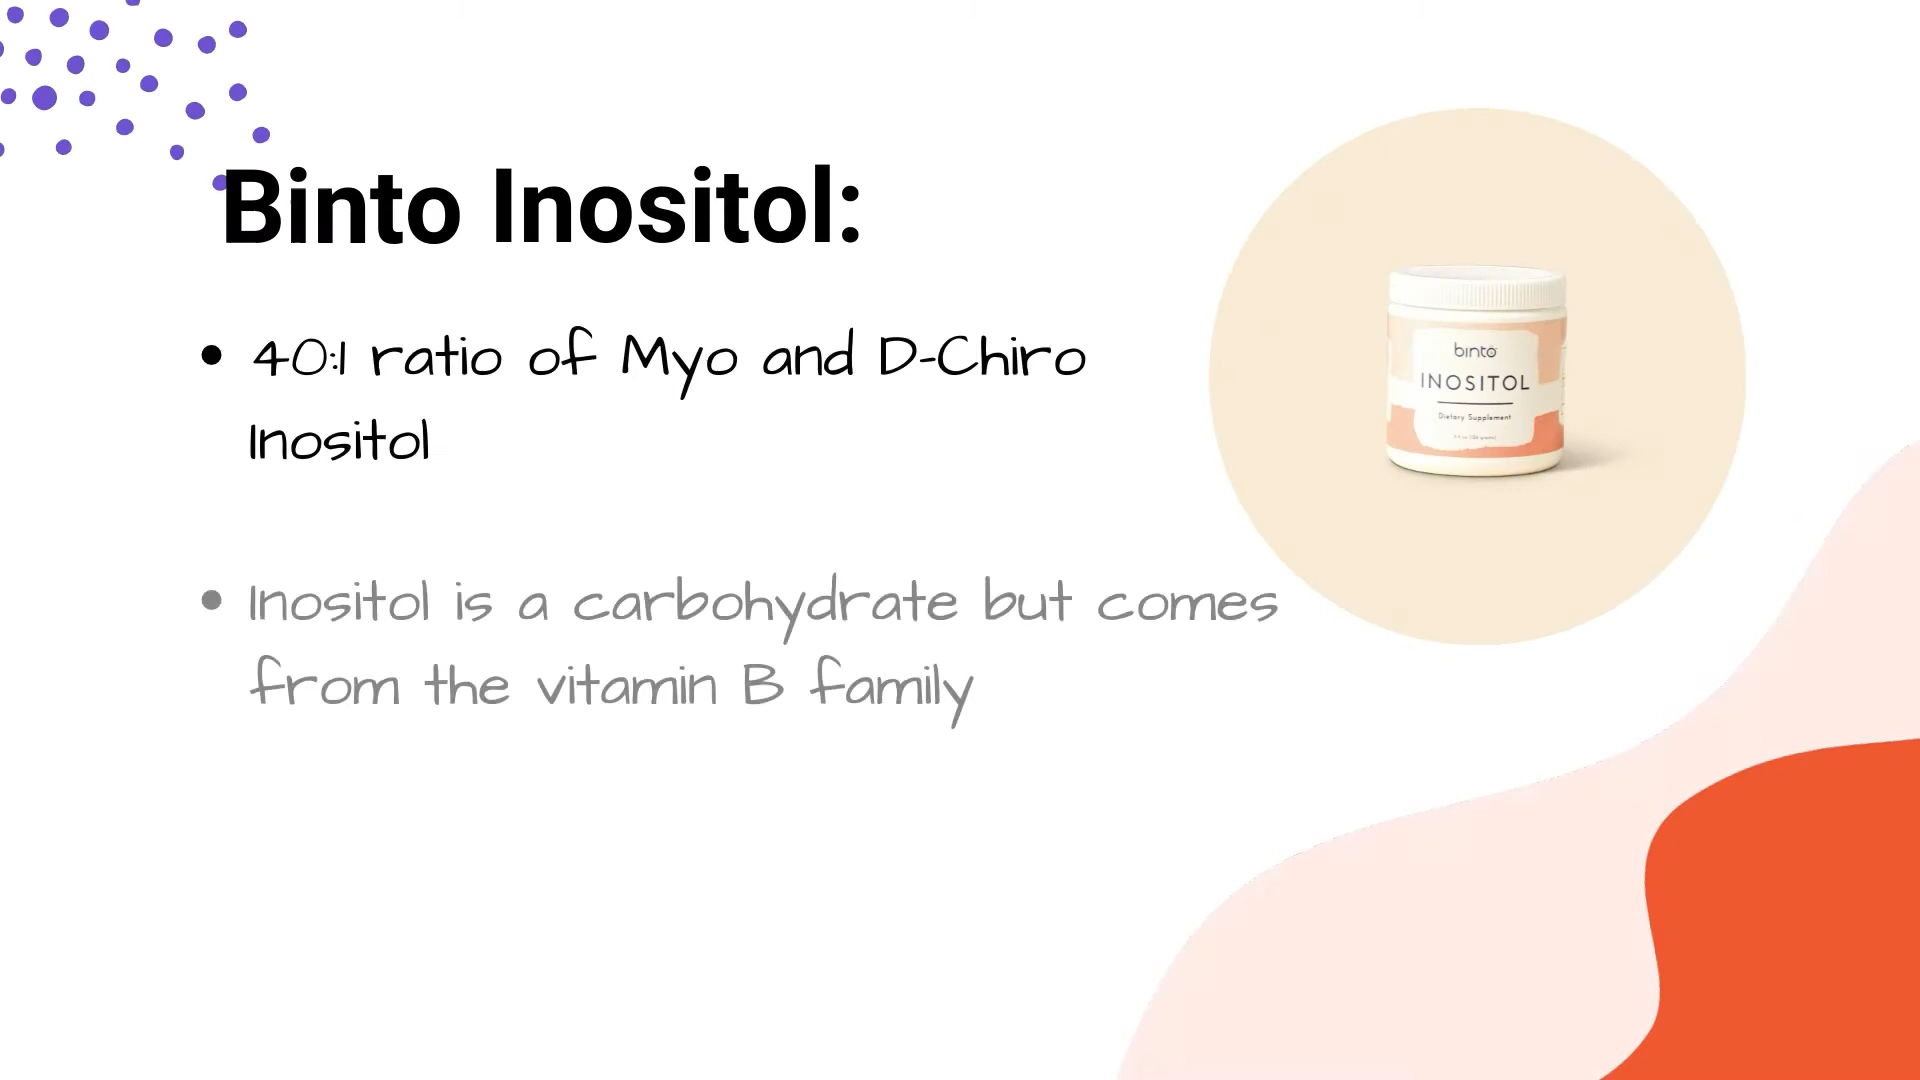 Binto Inositol:
• 40:1 ratio of Myo and D-Chiro
Inositol
• Inositol is a carbohydrate but comes
from the vitamin B family
bintö
INOSITOL
Dietary Supplement